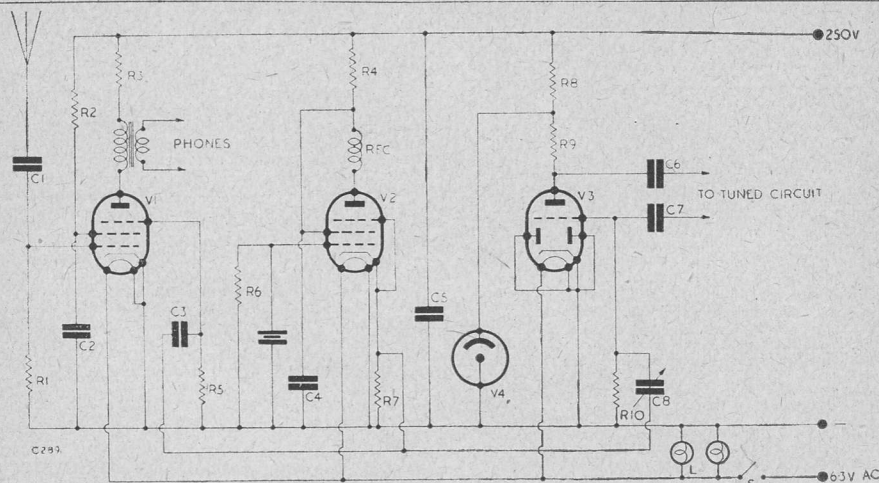 250V
R3
R4
R8
R2
PHONES
RFC
R9
C1
C6
V1
V2
V3
TO TUNED CIRCUIT
C7
R6
C3
C5
C2
R1
R5
C4
R7
V4
R10
C8
C289
L
S
6·3V AC